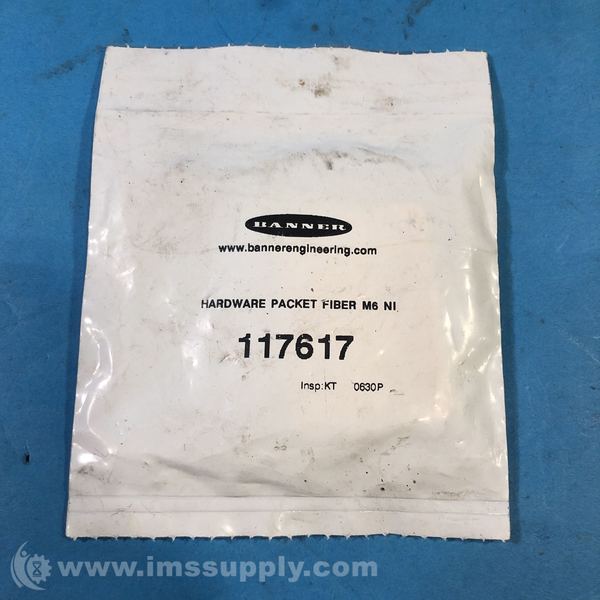 BANNER
www.bannerengineering.com
HARDWARE PACKET FIBER M6 NI
117617
Insp:KT 0630P
www.imssupply.com